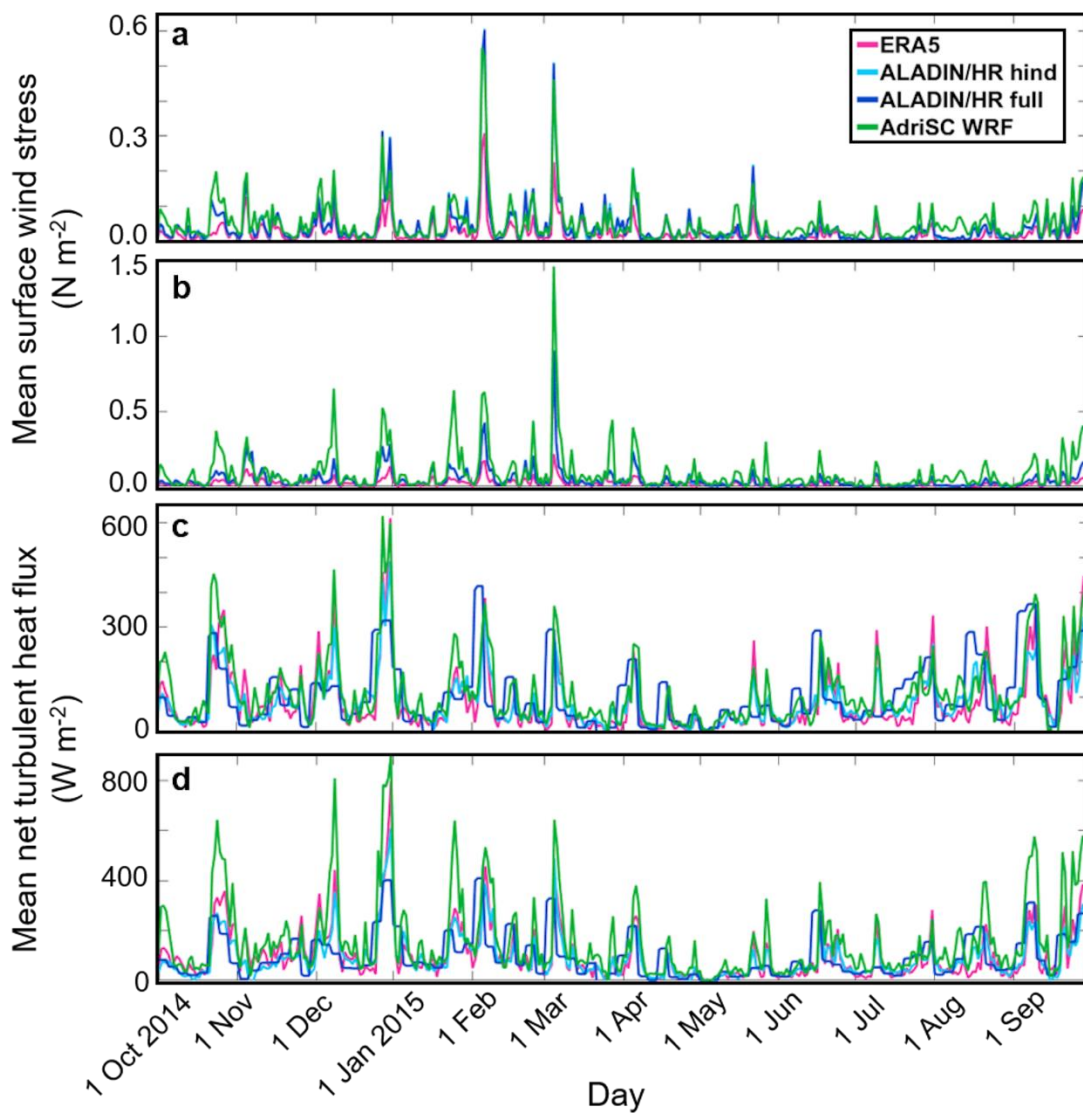 a
ERA5
ALADIN/HR hind
ALADIN/HR full
AdriSC WRF
0.6
0.3
0.0
Mean surface wind stress
(N m-2)
b
1.5
1.0
0.5
0.0
c
600
300
0
Mean net turbulent heat flux
(W m-2)
d
800
400
0
1 Oct 2014
1 Nov
1 Dec
1 Jan 2015
1 Feb
1 Mar
1 Apr
1 May
1 Jun
1 Jul
1 Aug
1 Sep
Day